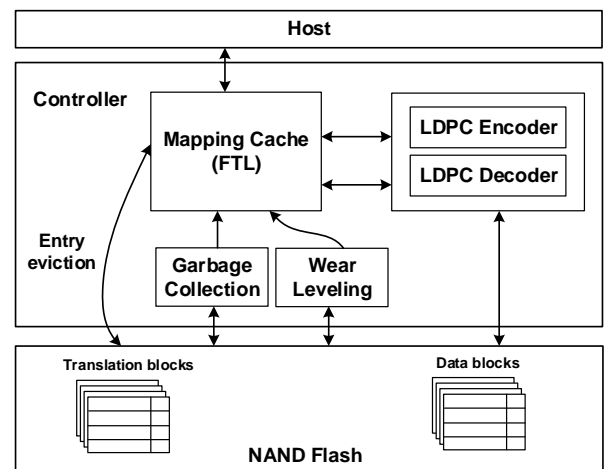 Host
Controller
Mapping Cache
(FTL)
LDPC Encoder
LDPC Decoder
Entry
eviction
Garbage
Collection
Wear
Leveling
Translation blocks
Data blocks
NAND Flash